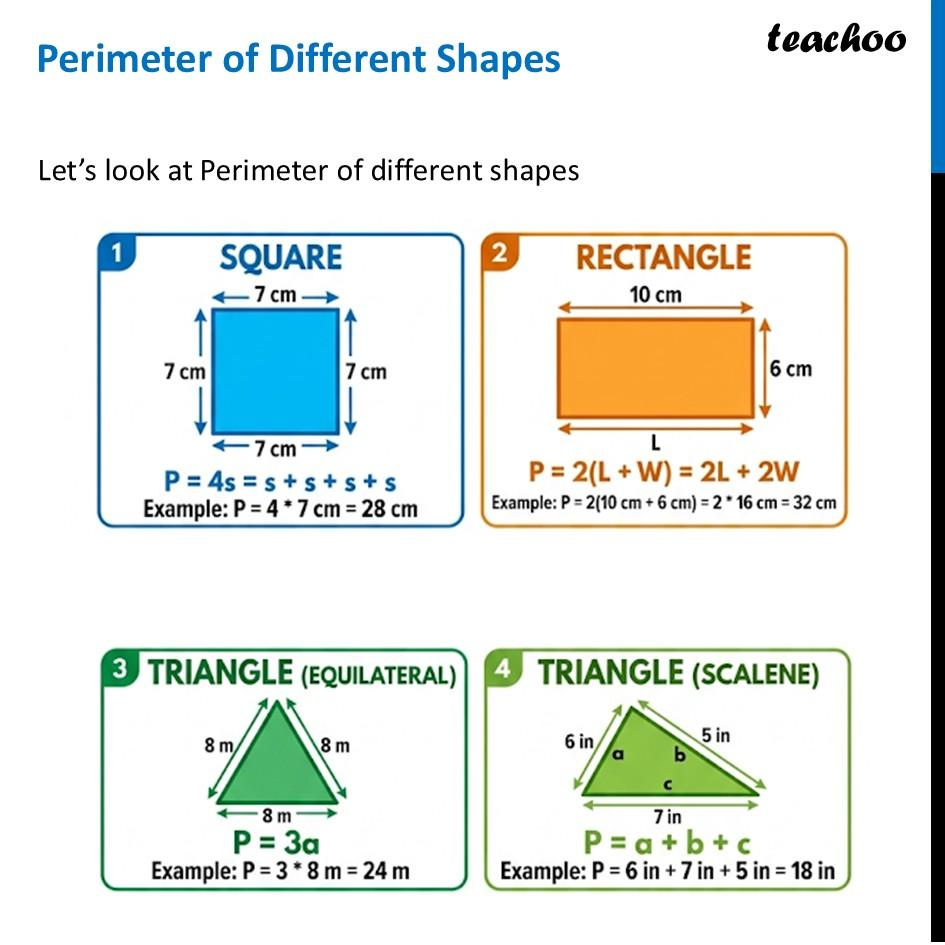 teachoo
Perimeter of Different Shapes
Let’s look at Perimeter of different shapes
1 SQUARE
7 cm
7 cm
7 cm
7 cm
P = 4s = s + s + s + s
Example: P = 4 * 7 cm = 28 cm
2 RECTANGLE
10 cm
6 cm
L
P = 2(L + W) = 2L + 2W
Example: P = 2(10 cm + 6 cm) = 2 * 16 cm = 32 cm
3 TRIANGLE (EQUILATERAL)
8 m
8 m
8 m
P = 3a
Example: P = 3 * 8 m = 24 m
4 TRIANGLE (SCALENE)
6 in
5 in
a
b
c
7 in
P = a + b + c
Example: P = 6 in + 7 in + 5 in = 18 in